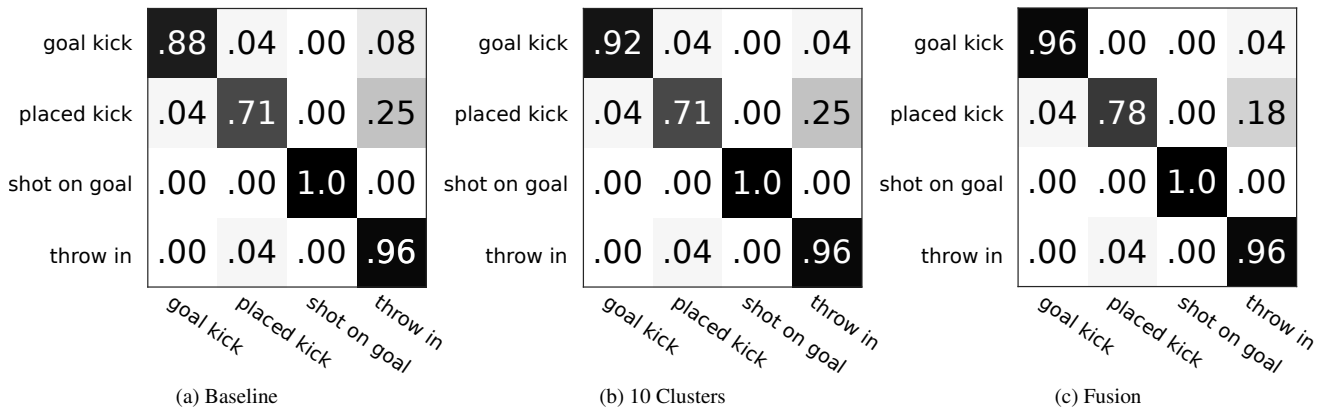 goal kick .88 .04 .00 .08
placed kick .04 .71 .00 .25
shot on goal .00 .00 1.0 .00
throw in .00 .04 .00 .96
goal kick placed kick shot on goal throw in
(a) Baseline
goal kick .92 .04 .00 .04
placed kick .04 .71 .00 .25
shot on goal .00 .00 1.0 .00
throw in .00 .04 .00 .96
goal kick placed kick shot on goal throw in
(b) 10 Clusters
goal kick .96 .00 .00 .04
placed kick .04 .78 .00 .18
shot on goal .00 .00 1.0 .00
throw in .00 .04 .00 .96
goal kick placed kick shot on goal throw in
(c) Fusion